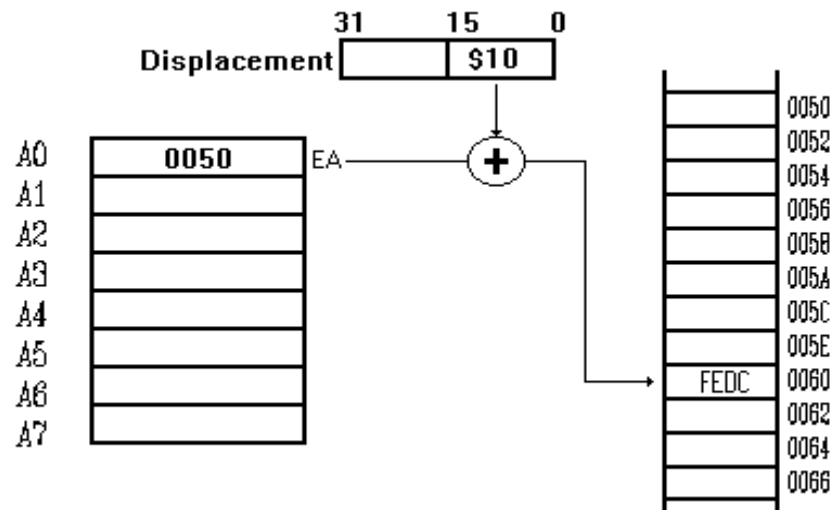 31 15 0
Displacement $10
A0 0050 EA +
A1
A2
A3
A4
A5
A6
A7
0050
0052
0054
0056
0058
005A
005C
005E
FEDC 0060
0062
0064
0066